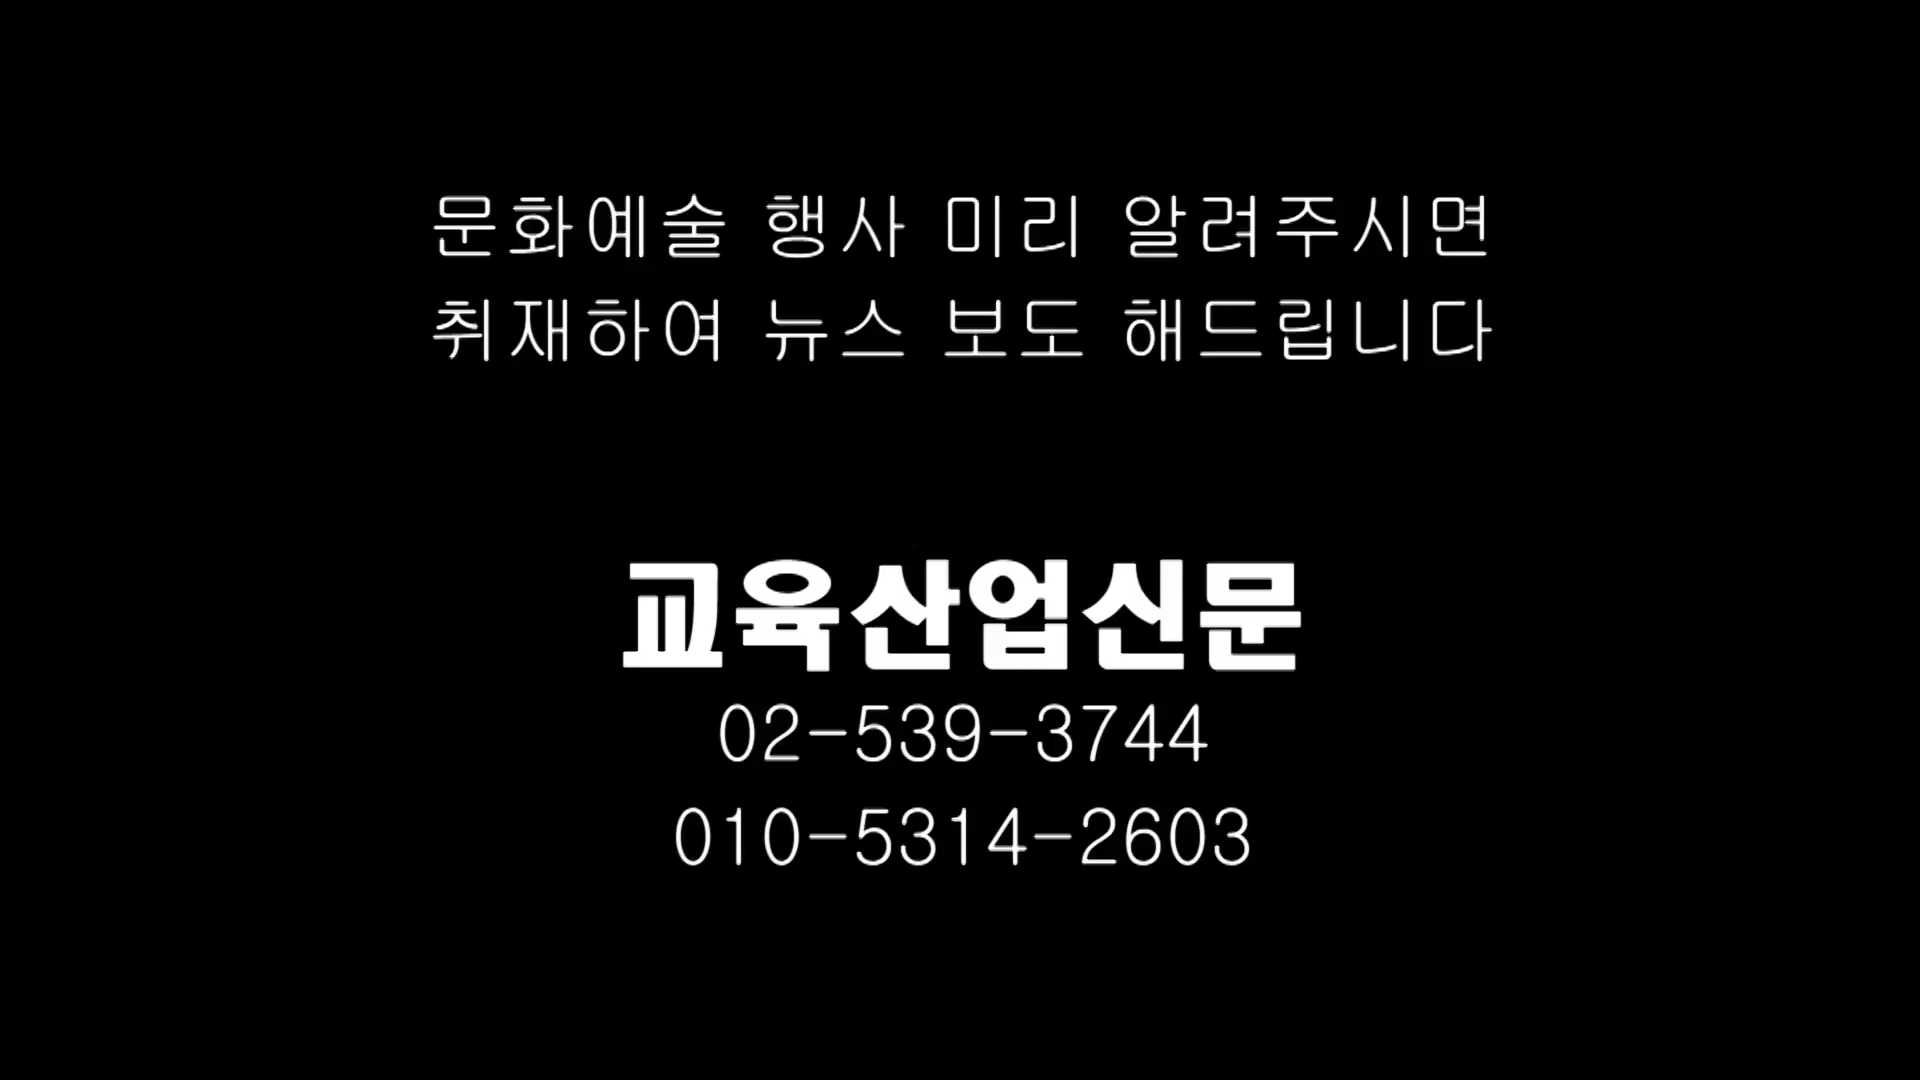 문화예술 행사 미리 알려주시면
취재하여 뉴스 보도 해드립니다
교육산업신문
02-539-3744
010-5314-2603